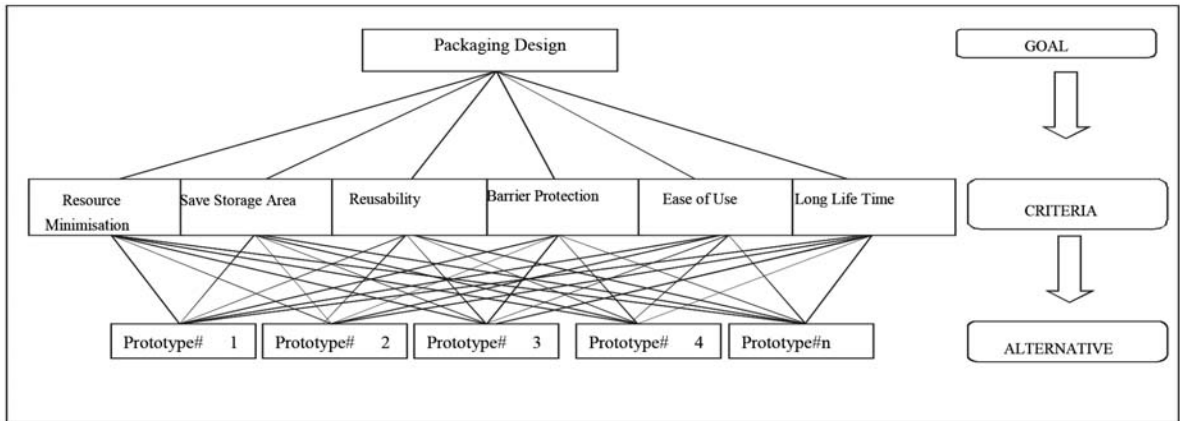 Packaging Design
GOAL
Resource
Minimisation
Save Storage Area
Reusability
Barrier Protection
Ease of Use
Long Life Time
CRITERIA
Prototype# 1
Prototype# 2
Prototype# 3
Prototype# 4
Prototype#n
ALTERNATIVE